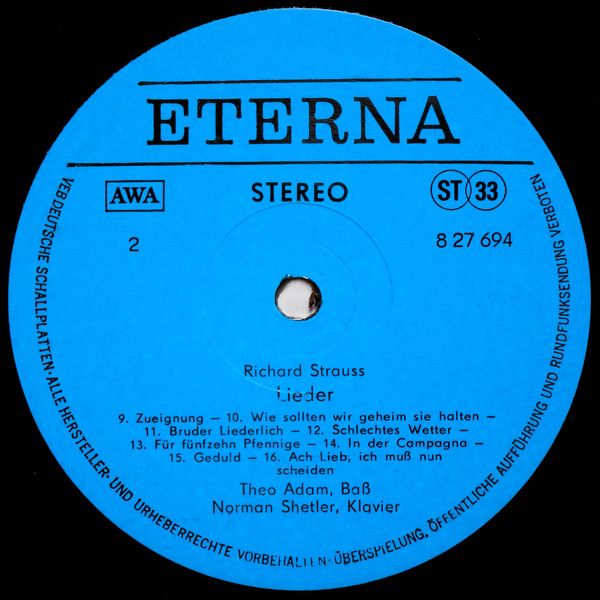 ETERNA
AWA
STEREO
ST 33
2
8 27 694
Richard Strauss
Lieder
9. Zueignung – 10. Wie sollten wir geheim sie halten –
11. Bruder Liederlich – 12. Schlechtes Wetter –
13. Für fünfzehn Pfennige – 14. In der Campagna –
15. Geduld – 16. Ach Lieb, ich muß nun
scheiden
Theo Adam, Baß
Norman Shetler, Klavier
VEB DEUTSCHE SCHALLPLATTEN · ALLE HERSTELLER- UND URHEBERRECHTE VORBEHALTEN · ÜBERSPIELUNG, ÖFFENTLICHE AUFFÜHRUNG UND RUNDFUNKSENDUNG VERBOTEN